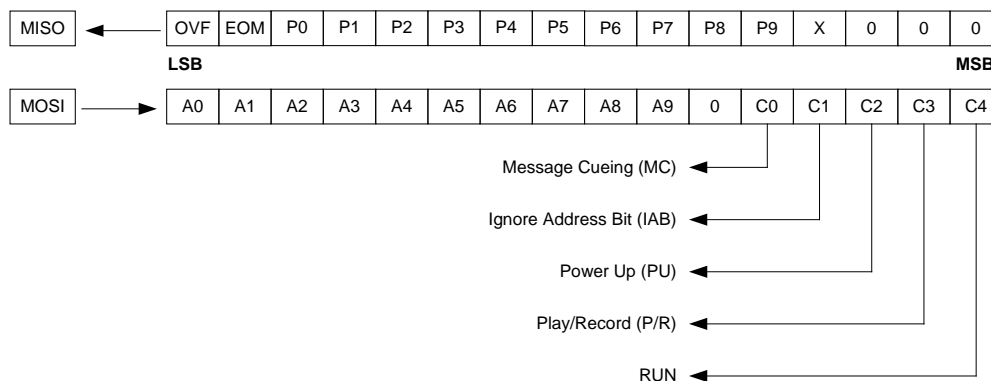 MISO OVF EOM P0 P1 P2 P3 P4 P5 P6 P7 P8 P9 X 0 0 0
LSB MSB
MOSI A0 A1 A2 A3 A4 A5 A6 A7 A8 A9 0 C0 C1 C2 C3 C4
Message Cueing (MC)
Ignore Address Bit (IAB)
Power Up (PU)
Play/Record (P/R)
RUN